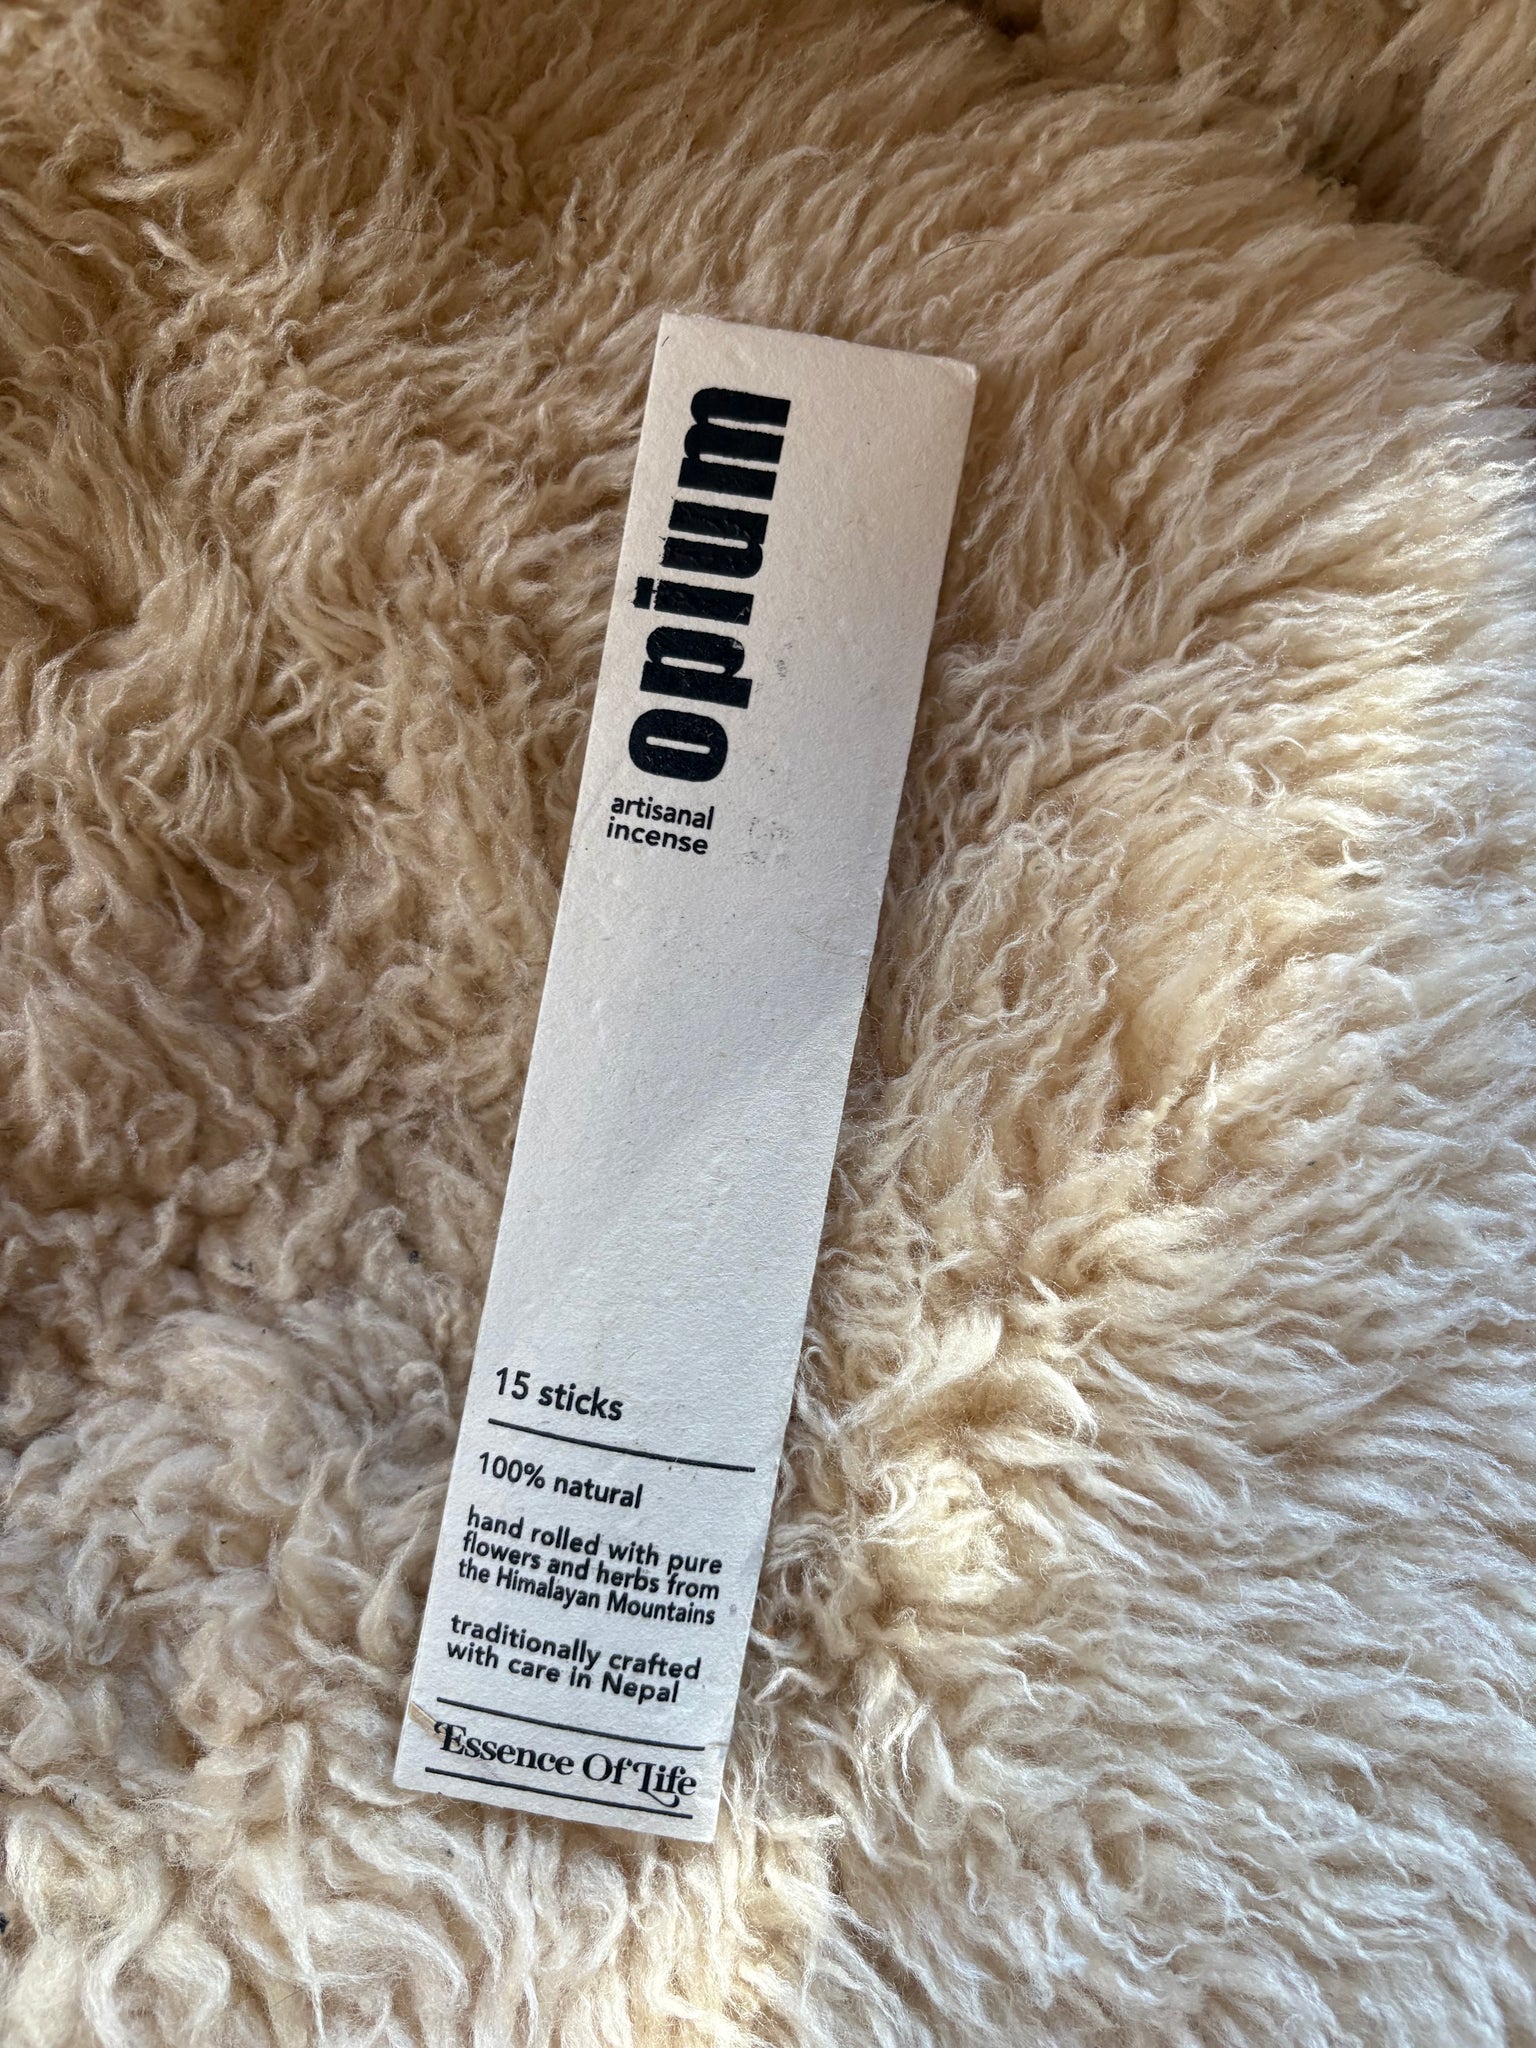 opium
artisanal
incense
15 sticks
100% natural
hand rolled with pure
flowers and herbs from
the Himalayan Mountains
traditionally crafted
with care in Nepal
Essence Of Life